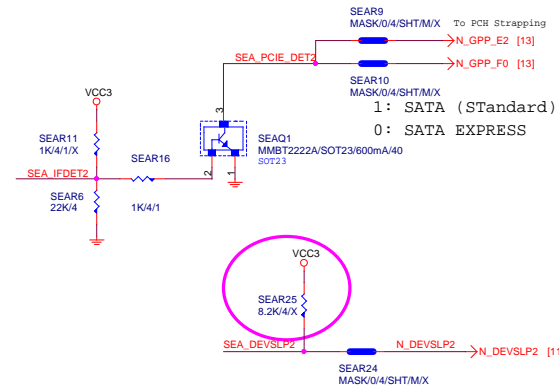 SEAR9
MASK/0/4/SHT/M/X
To PCH Strapping
SEA_PCIE_DET2
N_GPP_E2 [13]
N_GPP_F0 [13]
SEAR10
MASK/0/4/SHT/M/X
1: SATA (STandard)
0: SATA EXPRESS
VCC3
3
SEAR11
1K/4/1/X
SEAQ1
MMBT2222A/SOT23/600mA/40
SOT23
SEAR16
2
1
SEA_IFDET2
SEAR6
22K/4
1K/4/1
VCC3
SEAR25
8.2K/4/X
SEA_DEVSLP2
N_DEVSLP2
N_DEVSLP2 [11
SEAR24
MASK/0/4/SHT/M/X